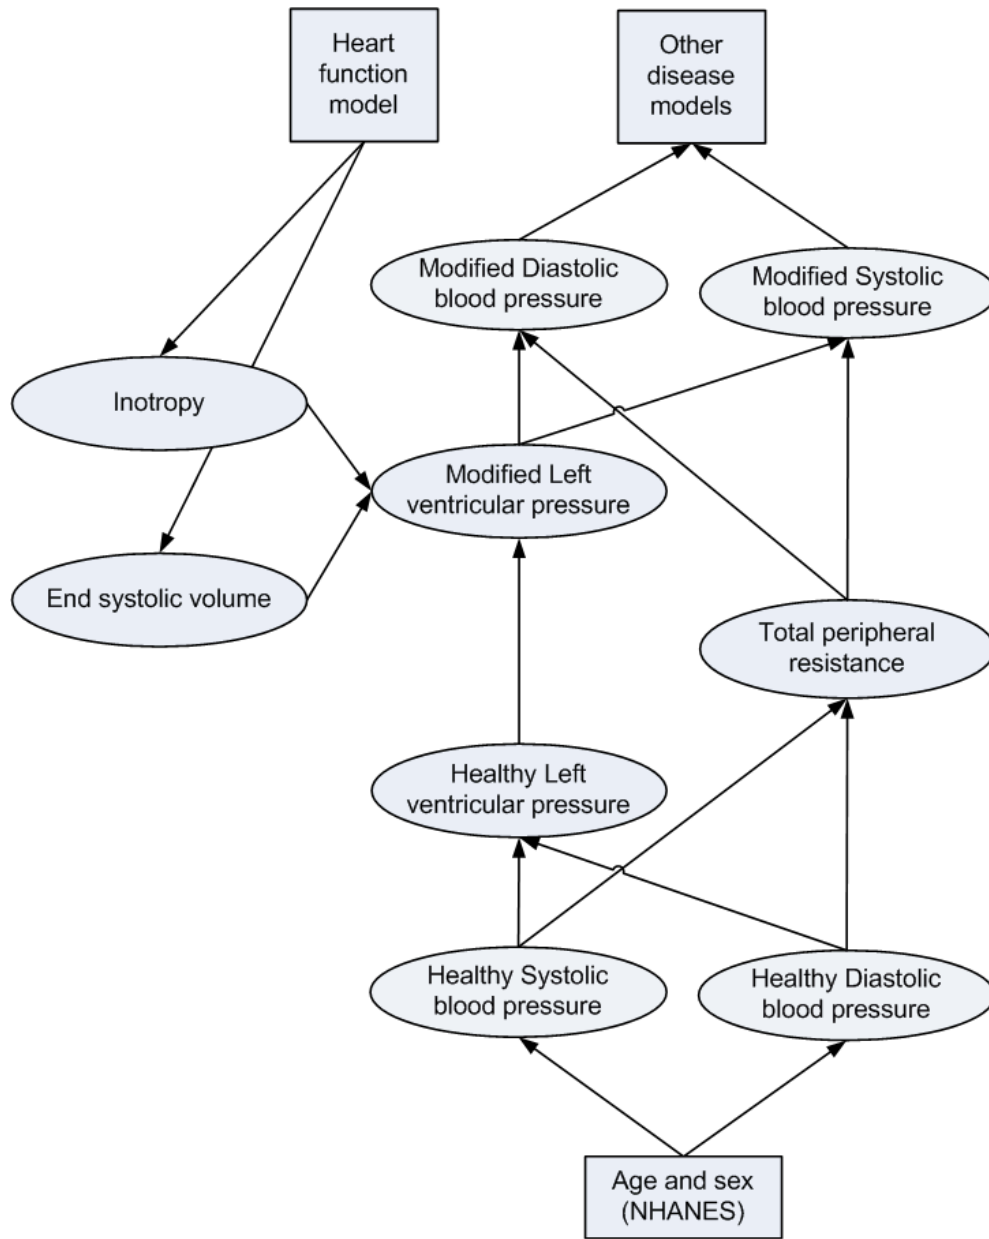 Heart
function
model
Other
disease
models
Modified Diastolic
blood pressure
Modified Systolic
blood pressure
Inotropy
Modified Left
ventricular pressure
End systolic volume
Total peripheral
resistance
Healthy Left
ventricular pressure
Healthy Systolic
blood pressure
Healthy Diastolic
blood pressure
Age and sex
(NHANES)